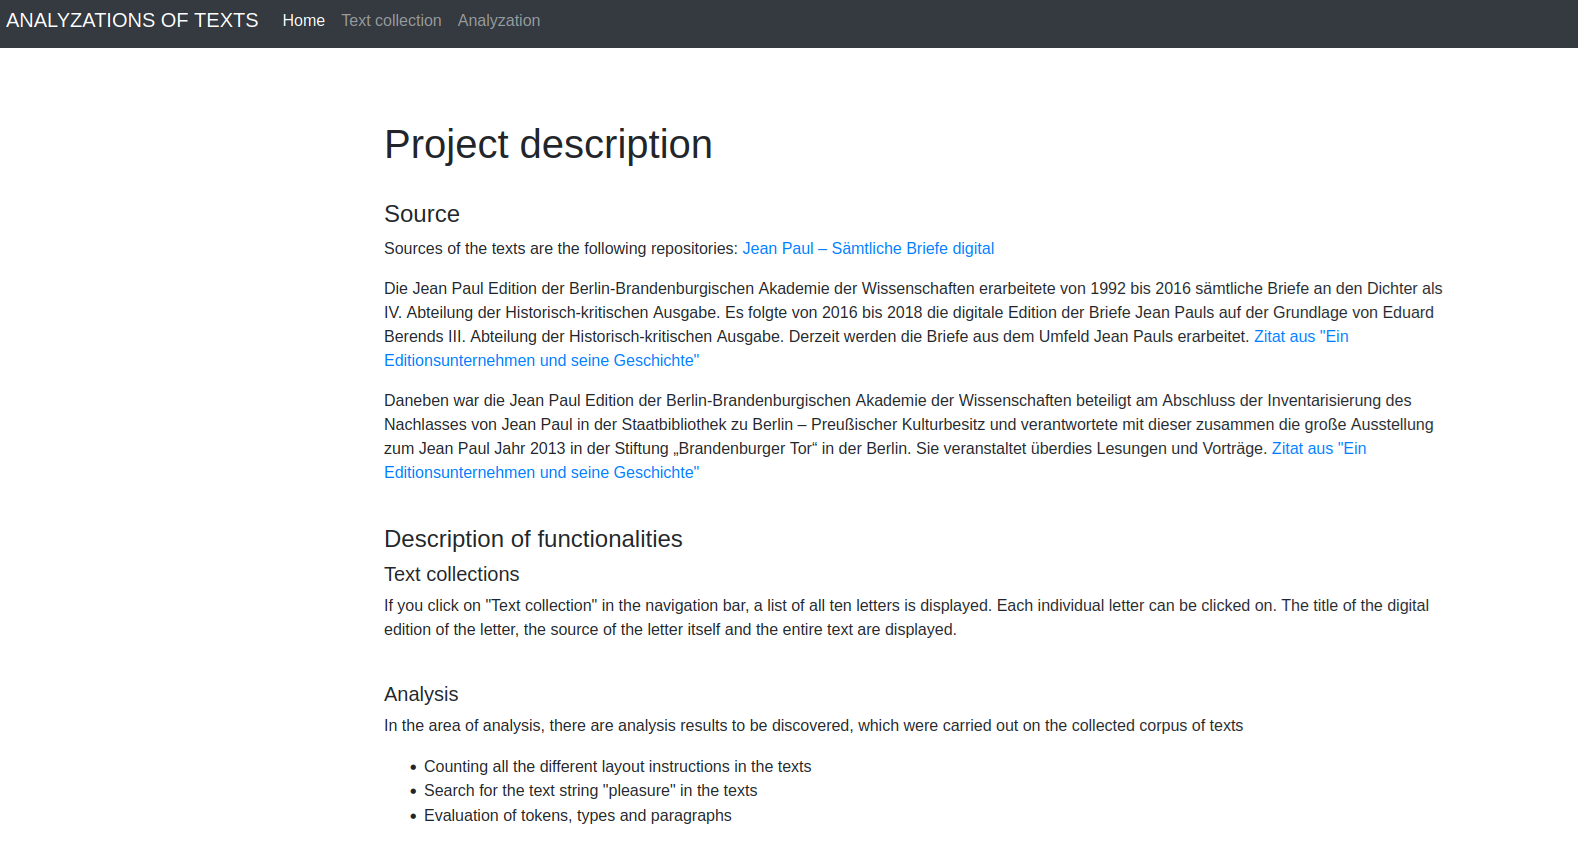 ANALYZATIONS OF TEXTS Home Text collection Analyzation
Project description
Source
Sources of the texts are the following repositories: Jean Paul – Sämtliche Briefe digital
Die Jean Paul Edition der Berlin-Brandenburgischen Akademie der Wissenschaften erarbeitete von 1992 bis 2016 sämtliche Briefe an den Dichter als
IV. Abteilung der Historisch-kritischen Ausgabe. Es folgte von 2016 bis 2018 die digitale Edition der Briefe Jean Pauls auf der Grundlage von Eduard
Berends III. Abteilung der Historisch-kritischen Ausgabe. Derzeit werden die Briefe aus dem Umfeld Jean Pauls erarbeitet. Zitat aus "Ein
Editionsunternehmen und seine Geschichte"
Daneben war die Jean Paul Edition der Berlin-Brandenburgischen Akademie der Wissenschaften beteiligt am Abschluss der Inventarisierung des
Nachlasses von Jean Paul in der Staatbibliothek zu Berlin – Preußischer Kulturbesitz und verantwortete mit dieser zusammen die große Ausstellung
zum Jean Paul Jahr 2013 in der Stiftung „Brandenburger Tor“ in der Berlin. Sie veranstaltet überdies Lesungen und Vorträge. Zitat aus "Ein
Editionsunternehmen und seine Geschichte"
Description of functionalities
Text collections
If you click on "Text collection" in the navigation bar, a list of all ten letters is displayed. Each individual letter can be clicked on. The title of the digital
edition of the letter, the source of the letter itself and the entire text are displayed.
Analysis
In the area of analysis, there are analysis results to be discovered, which were carried out on the collected corpus of texts
• Counting all the different layout instructions in the texts
• Search for the text string "pleasure" in the texts
• Evaluation of tokens, types and paragraphs